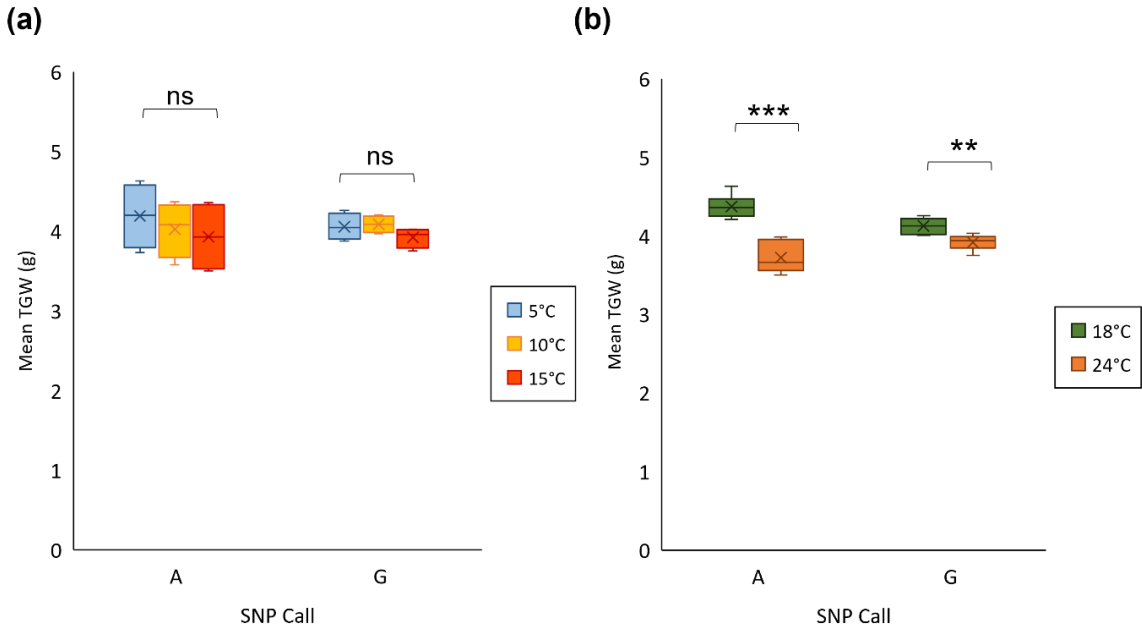 (a)
Mean TGW (g)
6
5
4
3
2
1
0
ns
ns
A
G
SNP Call
5°C
10°C
15°C
(b)
Mean TGW (g)
6
5
4
3
2
1
0
***
**
A
G
SNP Call
18°C
24°C